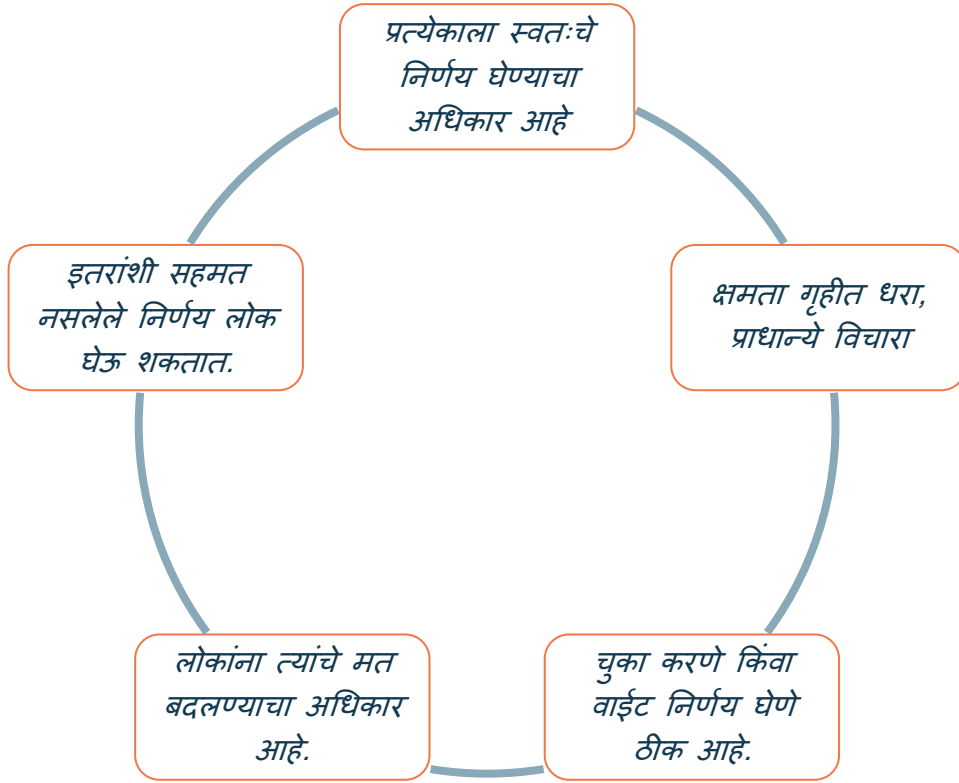 प्रत्येकाला स्वतःचे
निर्णय घेण्याचा
अधिकार आहे
क्षमता गृहीत धरा,
प्राधान्ये विचारा
चुका करणे किंवा
वाईट निर्णय घेणे
ठीक आहे.
लोकांना त्यांचे मत
बदलण्याचा अधिकार
आहे.
इतरांशी सहमत
नसलेले निर्णय लोक
घेऊ शकतात.